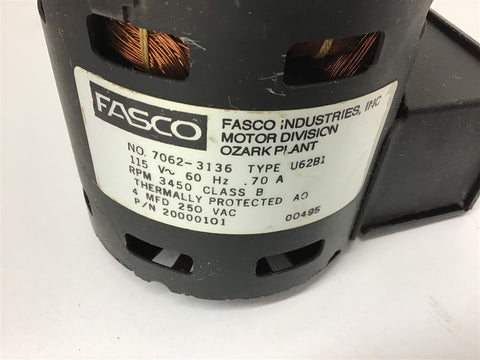 FASCO
FASCO INDUSTRIES, INC
MOTOR DIVISION
OZARK PLANT
NO. 7062-3136 TYPE U62B1
115 V~ 60 Hz .70 A
RPM 3450 CLASS B
THERMALLY PROTECTED AO
4 MFD 250 VAC
P/N 20000101 00495